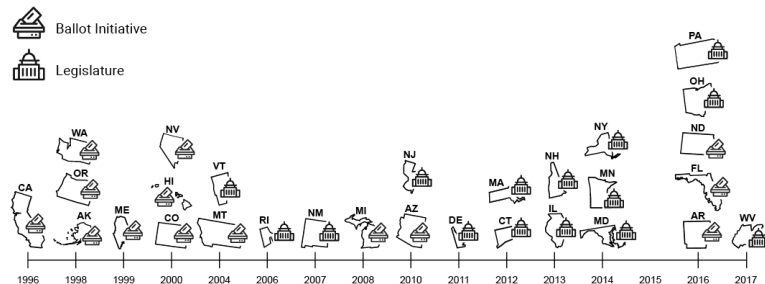 Ballot Initiative
Legislature
PA
OH
WA NV NY ND
OR HI VT NJ MA NH MN FL
CA AK ME CO MT RI NM MI AZ DE CT IL MD AR WV
1996 1998 1999 2000 2004 2006 2007 2008 2010 2011 2012 2013 2014 2015 2016 2017